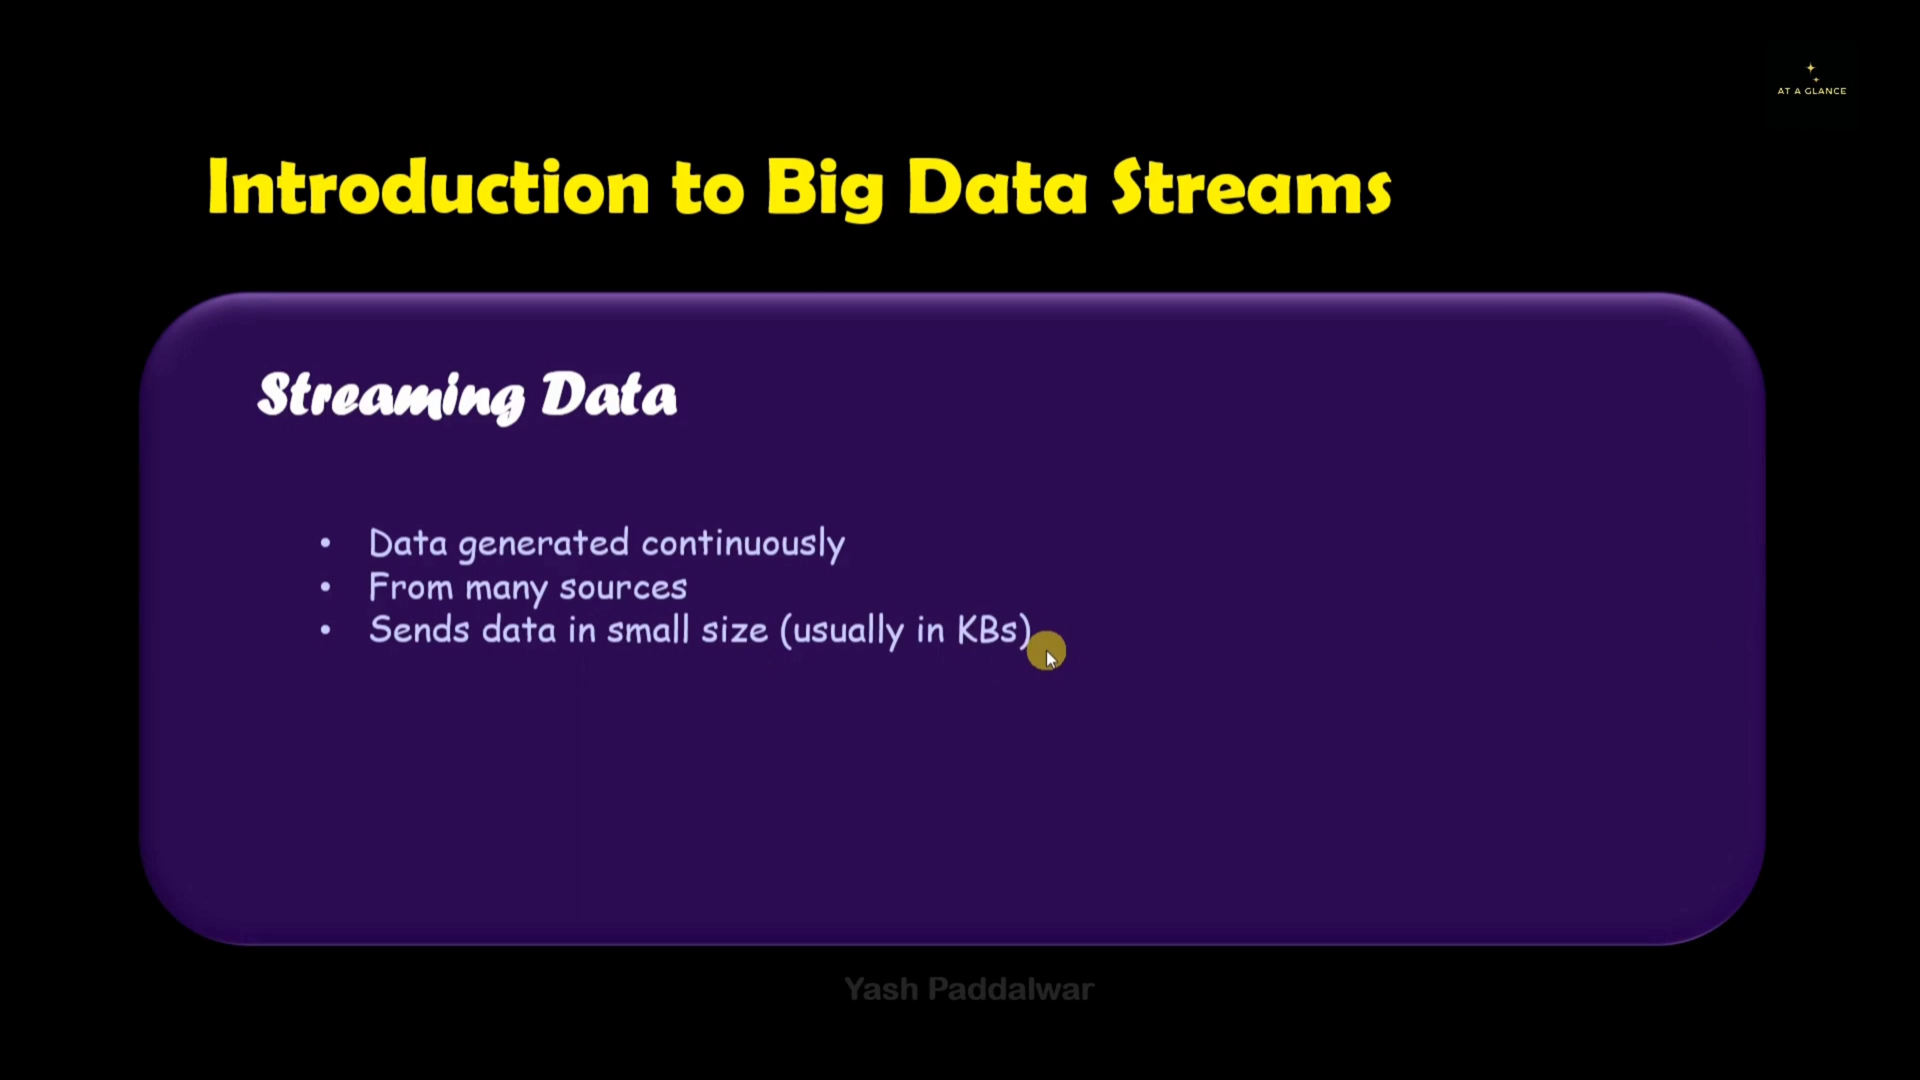 AT A GLANCE
Introduction to Big Data Streams
Streaming Data
• Data generated continuously
• From many sources
• Sends data in small size (usually in KBs)
Yash Paddalwar